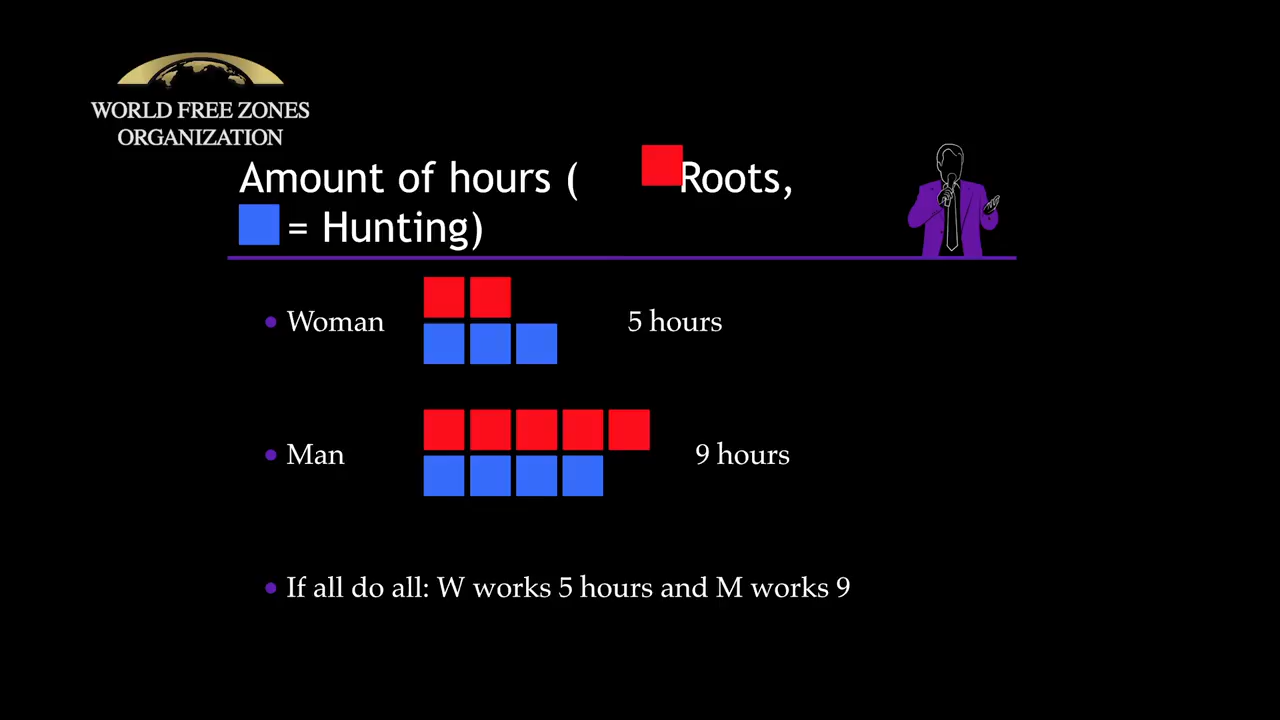 WORLD FREE ZONES
ORGANIZATION
Amount of hours ( Roots,
= Hunting)
• Woman 5 hours
• Man 9 hours
• If all do all: W works 5 hours and M works 9